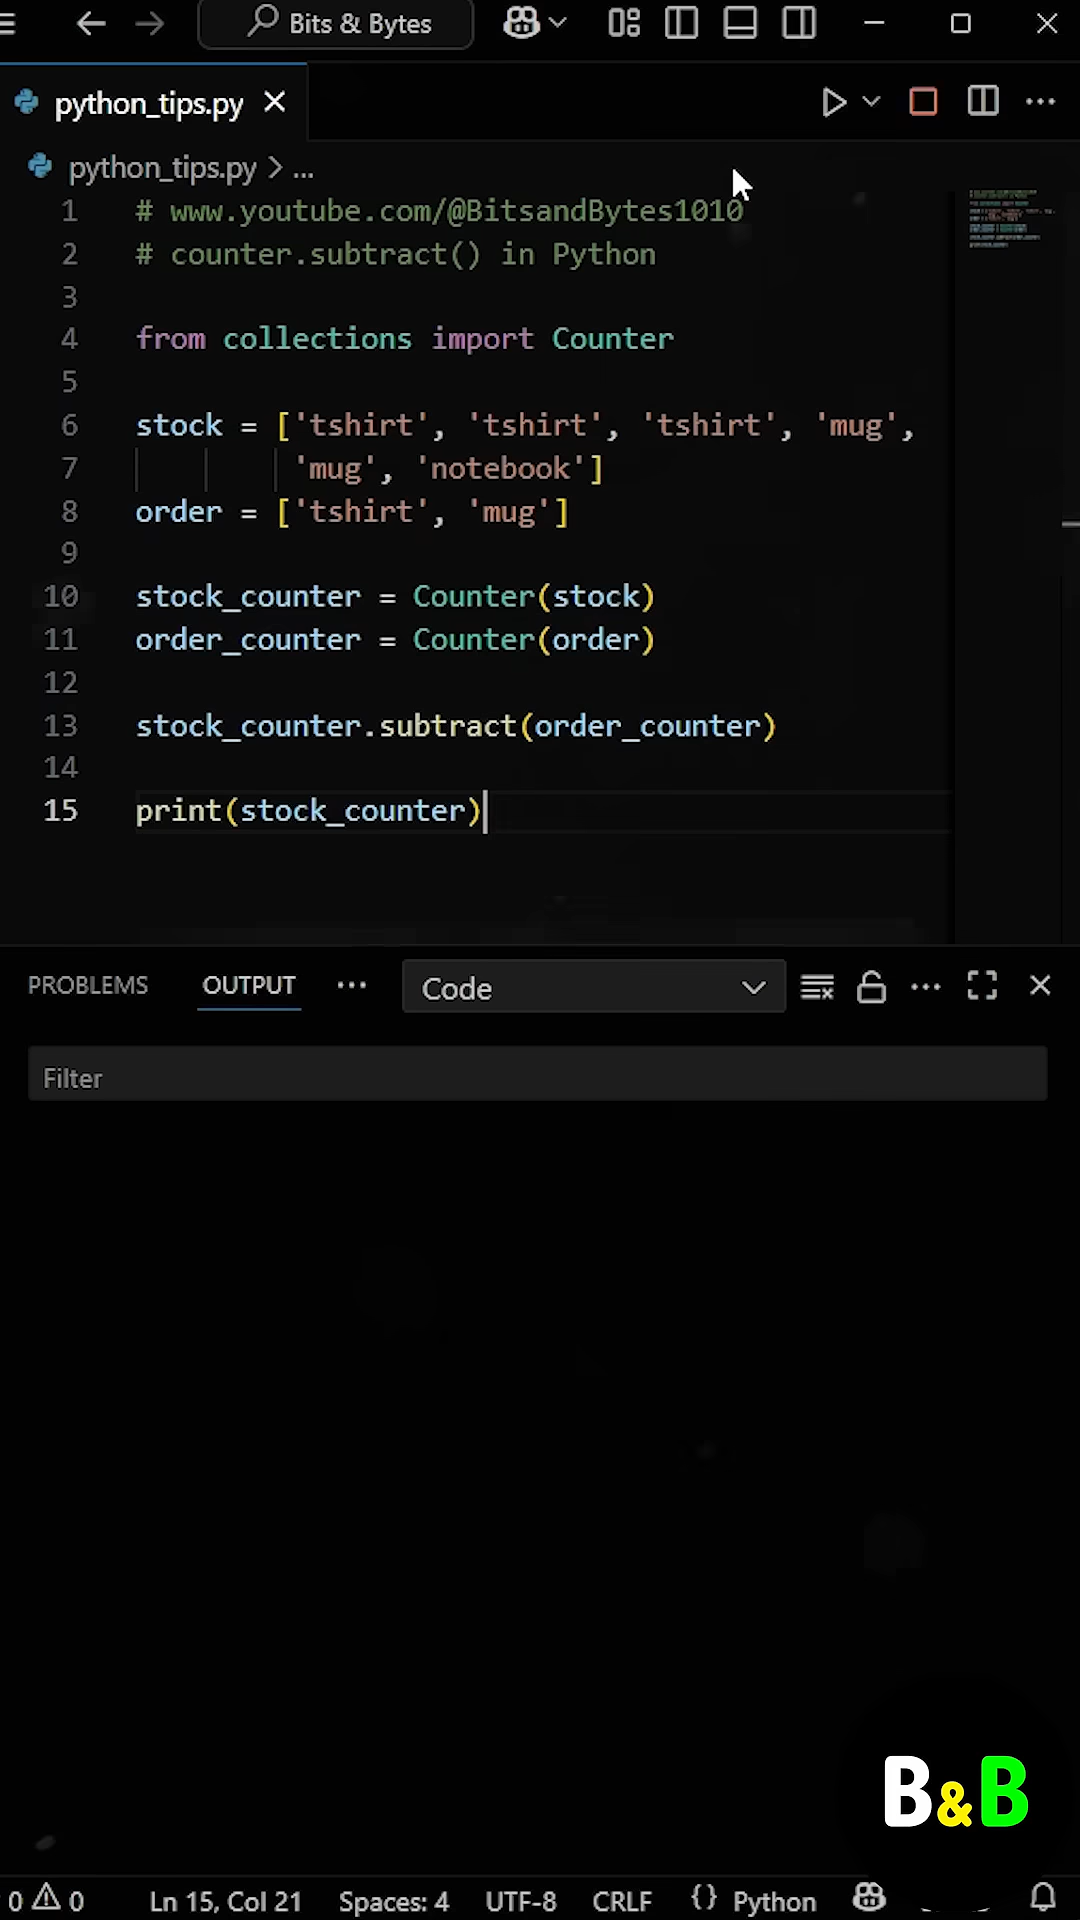 Bits & Bytes
python_tips.py
python_tips.py > ...
1 # www.youtube.com/@BitsandBytes1010
2 # counter.subtract() in Python
3
4 from collections import Counter
5
6 stock = ['tshirt', 'tshirt', 'tshirt', 'mug',
7 'mug', 'notebook']
8 order = ['tshirt', 'mug']
9
10 stock_counter = Counter(stock)
11 order_counter = Counter(order)
12
13 stock_counter.subtract(order_counter)
14
15 print(stock_counter)
PROBLEMS OUTPUT ... Code
Filter
B&B
0 0 Ln 15, Col 21 Spaces: 4 UTF-8 CRLF {} Python